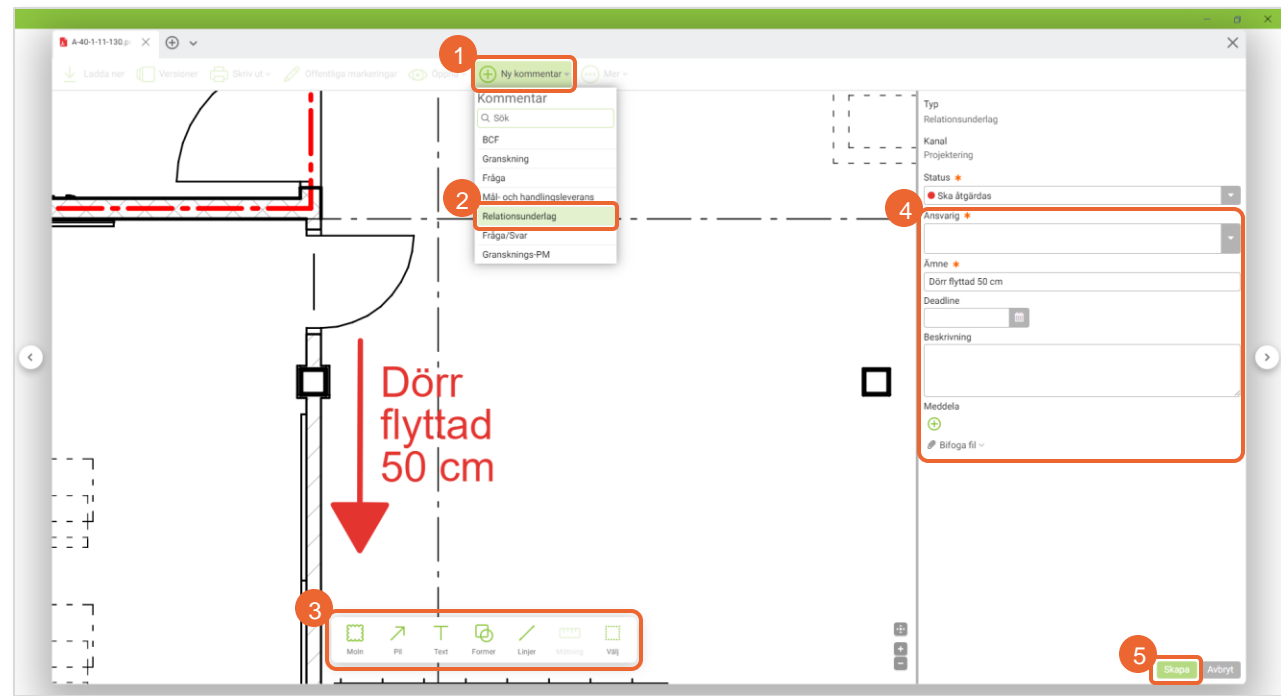 A-40-1-11-130.p
1
Ladda ner Versioner Skriv ut Offentliga markeringar Öppna Ny kommentar Mer
Kommentar
Sök
BCF
Granskning
Fråga
Mål- och handlingsleverans
2
Relationsunderlag
Fråga/Svar
Gransknings-PM
Dörr
flyttad
50 cm
3
Moln Pil Text Former Linjer Mätning Välj
Typ
Relationsunderlag
Kanal
Projektering
Status *
Ska åtgärdas
4
Ansvarig *
Ämne *
Dörr flyttad 50 cm
Deadline
Beskrivning
Meddela
Bifoga fil
5
Skapa Avbryt